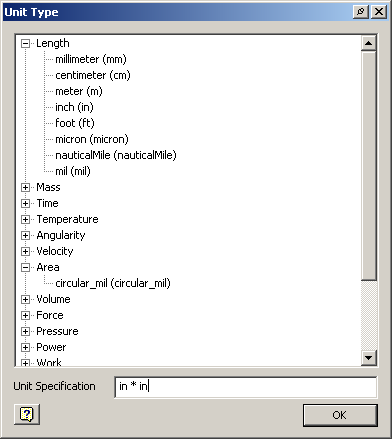 Unit Type
Length
millimeter (mm)
centimeter (cm)
meter (m)
inch (in)
foot (ft)
micron (micron)
nauticalMile (nauticalMile)
mil (mil)
Mass
Time
Temperature
Angularity
Velocity
Area
circular_mil (circular_mil)
Volume
Force
Pressure
Power
Work
Unit Specification in * in
? OK